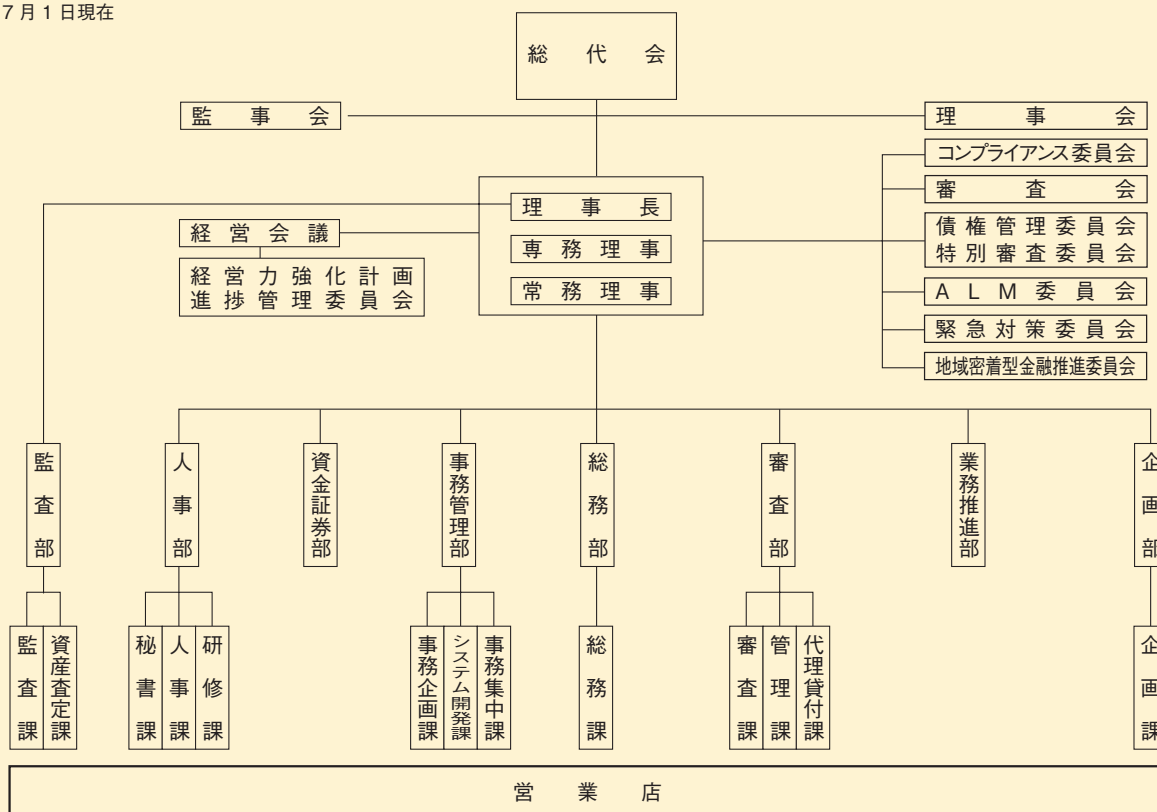 7月1日現在
総代会
監事会
理事会
コンプライアンス委員会
審査会
債権管理委員会
特別審査委員会
ALM委員会
緊急対策委員会
地域密着型金融推進委員会
理事長
専務理事
常務理事
経営会議
経営力強化計画
進捗管理委員会
監査部
人事部
資金証券部
事務管理部
総務部
審査部
業務推進部
企画部
監査課
資産査定課
秘書課
人事課
研修課
事務企画課
システム開発課
事務集中課
総務課
審査課
管理課
代理貸付課
企画課
営業店